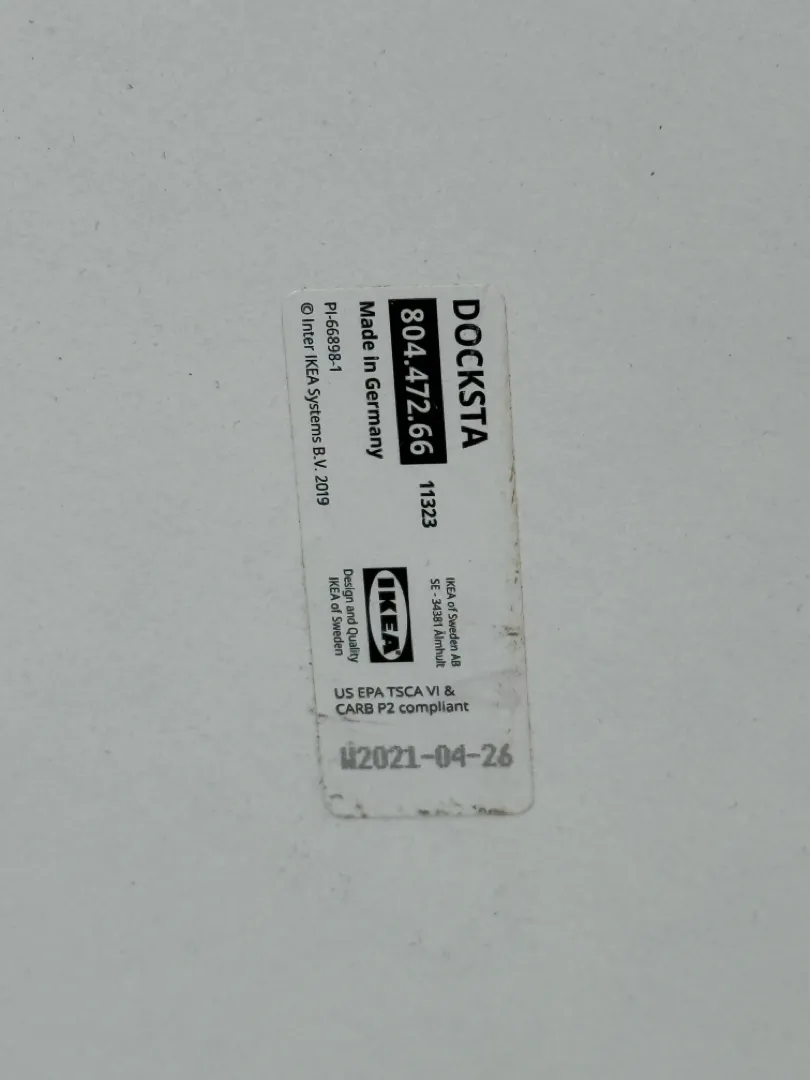 DOCKSTA
804.472.66 11323
Made in Germany
PI-66898-1
© Inter IKEA Systems B.V. 2019
IKEA of Sweden AB
SE - 34381 Älmhult
IKEA
Design and Quality
IKEA of Sweden
US EPA TSCA VI &
CARB P2 compliant
W2021-04-26